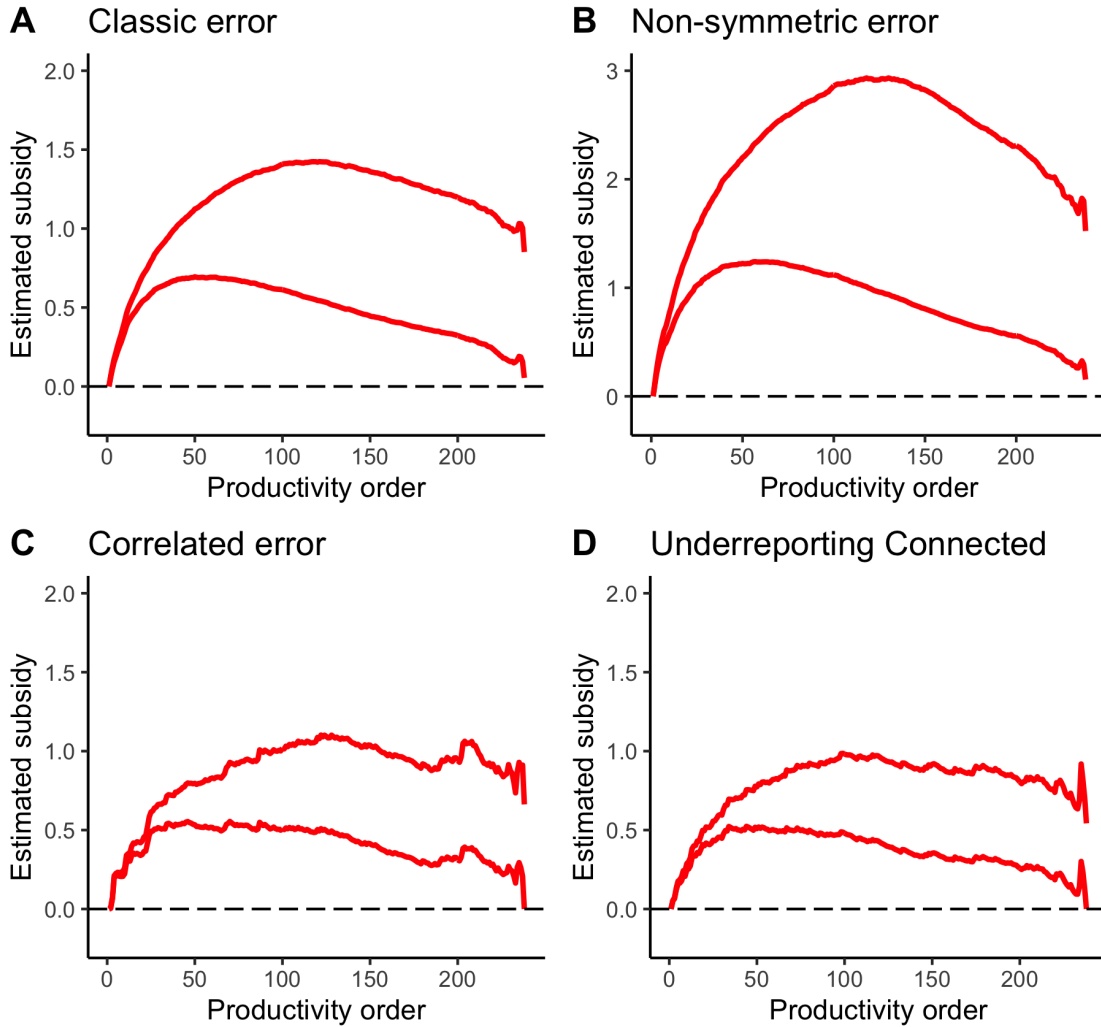 A Classic error
2.0
1.5
1.0
0.5
0.0
Estimated subsidy
0 50 100 150 200
Productivity order
B Non-symmetric error
3
2
1
0
Estimated subsidy
0 50 100 150 200
Productivity order
C Correlated error
2.0
1.5
1.0
0.5
0.0
Estimated subsidy
0 50 100 150 200
Productivity order
D Underreporting Connected
2.0
1.5
1.0
0.5
0.0
Estimated subsidy
0 50 100 150 200
Productivity order